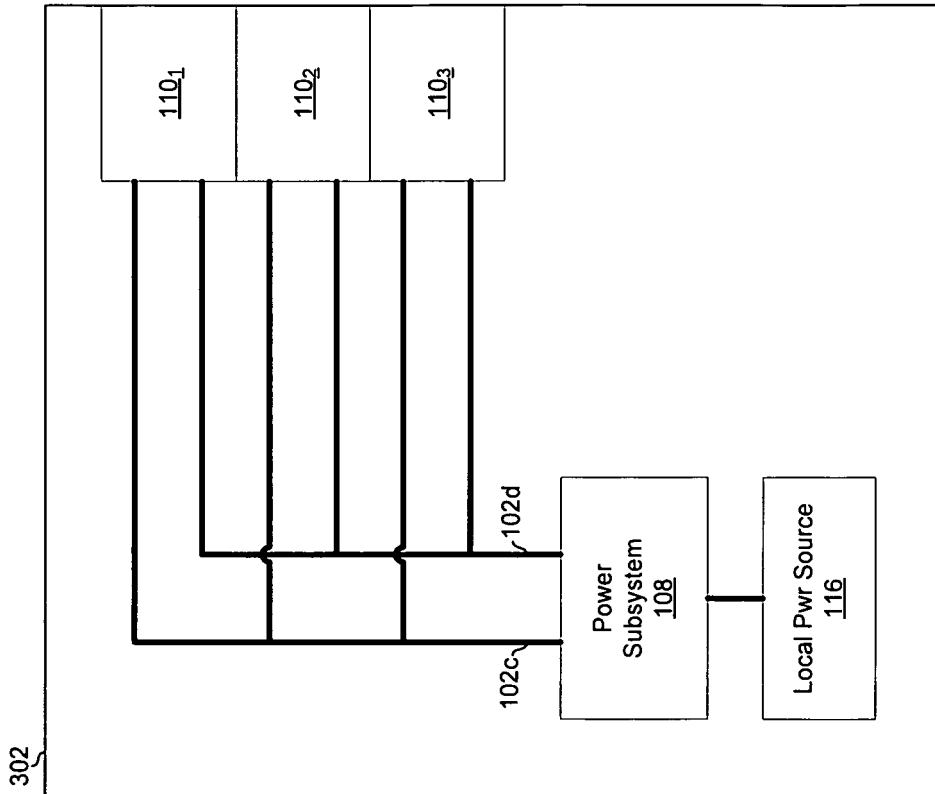 302
110₁
110₂
110₃
102c
102d
Power
Subsystem
108
Local Pwr Source
116